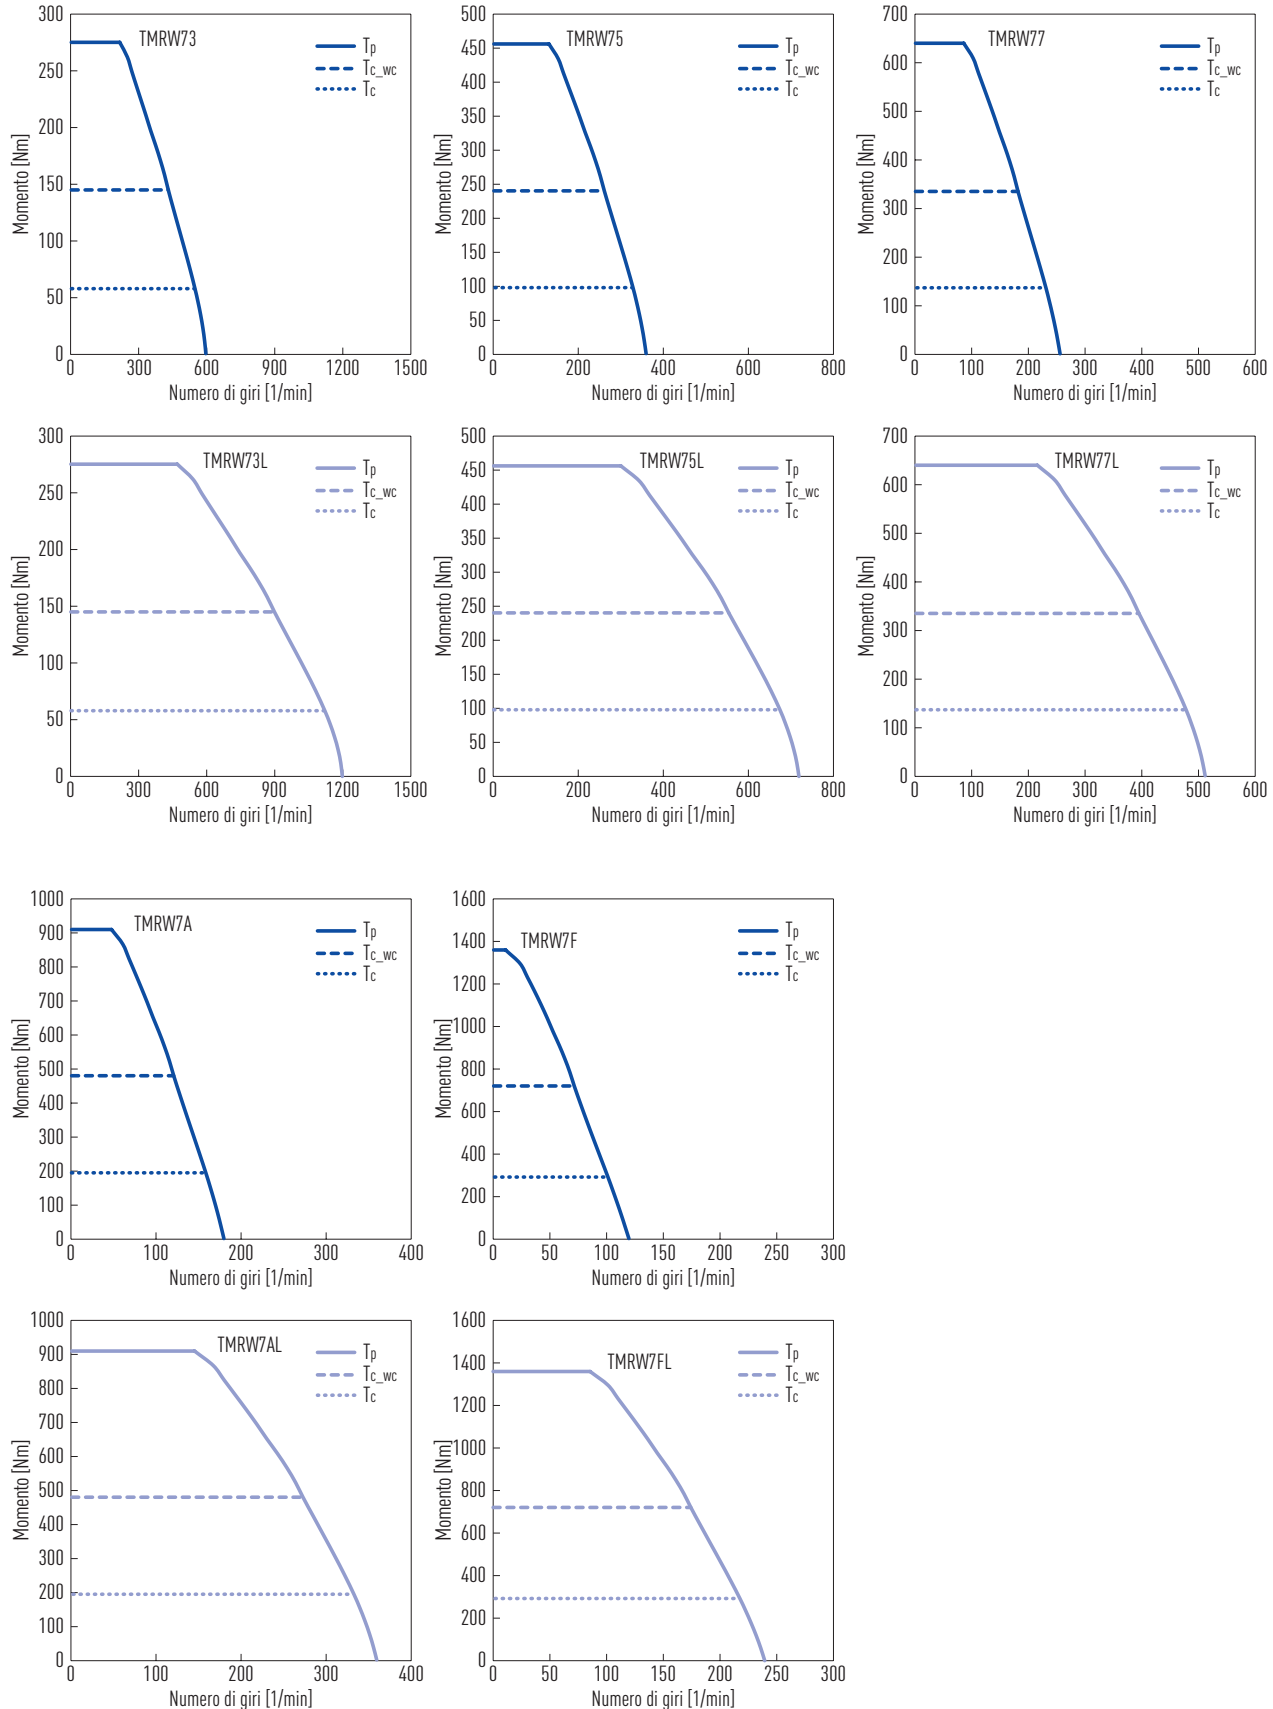 TMRW73
Tp
Tc_wc
Tc
Momento [Nm]
300
250
200
150
100
50
0
0 300 600 900 1200 1500
Numero di giri [1/min]
TMRW75
Tp
Tc_wc
Tc
Momento [Nm]
500
450
400
350
300
250
200
150
100
50
0
0 200 400 600 800
Numero di giri [1/min]
TMRW77
Tp
Tc_wc
Tc
Momento [Nm]
700
600
500
400
300
200
100
0
0 100 200 300 400 500 600
Numero di giri [1/min]
TMRW73L
Tp
Tc_wc
Tc
Momento [Nm]
300
250
200
150
100
50
0
0 300 600 900 1200 1500
Numero di giri [1/min]
TMRW75L
Tp
Tc_wc
Tc
Momento [Nm]
500
450
400
350
300
250
200
150
100
50
0
0 200 400 600 800
Numero di giri [1/min]
TMRW77L
Tp
Tc_wc
Tc
Momento [Nm]
700
600
500
400
300
200
100
0
0 100 200 300 400 500 600
Numero di giri [1/min]
TMRW7A
Tp
Tc_wc
Tc
Momento [Nm]
1000
900
800
700
600
500
400
300
200
100
0
0 100 200 300 400
Numero di giri [1/min]
TMRW7F
Tp
Tc_wc
Tc
Momento [Nm]
1600
1400
1200
1000
800
600
400
200
0
0 50 100 150 200 250 300
Numero di giri [1/min]
TMRW7AL
Tp
Tc_wc
Tc
Momento [Nm]
1000
900
800
700
600
500
400
300
200
100
0
0 100 200 300 400
Numero di giri [1/min]
TMRW7FL
Tp
Tc_wc
Tc
Momento [Nm]
1600
1400
1200
1000
800
600
400
200
0
0 50 100 150 200 250 300
Numero di giri [1/min]